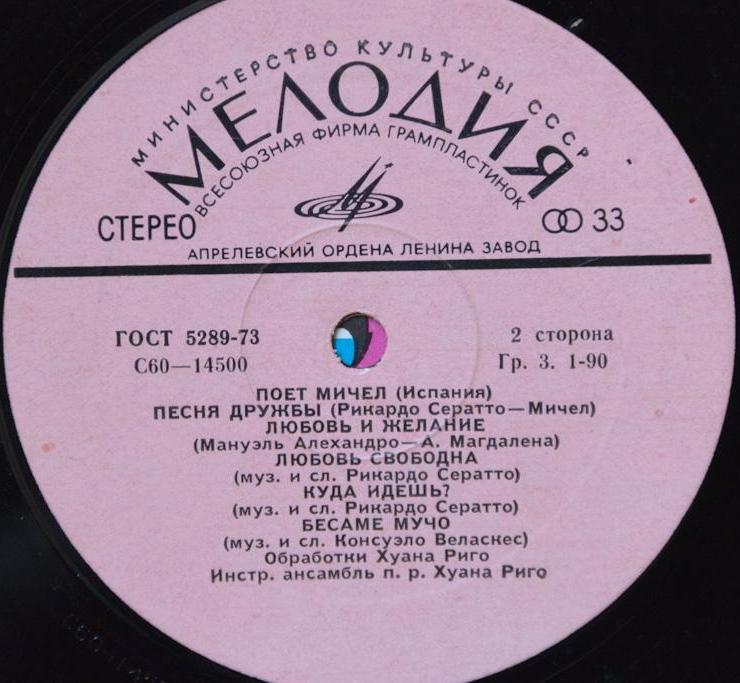 МИНИСТЕРСТВО КУЛЬТУРЫ СССР
МЕЛОДИЯ
ВСЕСОЮЗНАЯ ФИРМА ГРАМПЛАСТИНОК
СТЕРЕО
33
АПРЕЛЕВСКИЙ ОРДЕНА ЛЕНИНА ЗАВОД
ГОСТ 5289-73
2 сторона
С60—14500
Гр. 3. 1-90
ПОЕТ МИЧЕЛ (Испания)
ПЕСНЯ ДРУЖБЫ (Рикардо Сератто—Мичел)
ЛЮБОВЬ И ЖЕЛАНИЕ
(Мануэль Алехандро—А. Магдалена)
ЛЮБОВЬ СВОБОДНА
(муз. и сл. Рикардо Сератто)
КУДА ИДЕШЬ?
(муз. и сл. Рикардо Сератто)
БЕСАМЕ МУЧО
(муз. и сл. Консуэло Веласкес)
Обработки Хуана Риго
Инстр. ансамбль п. р. Хуана Риго